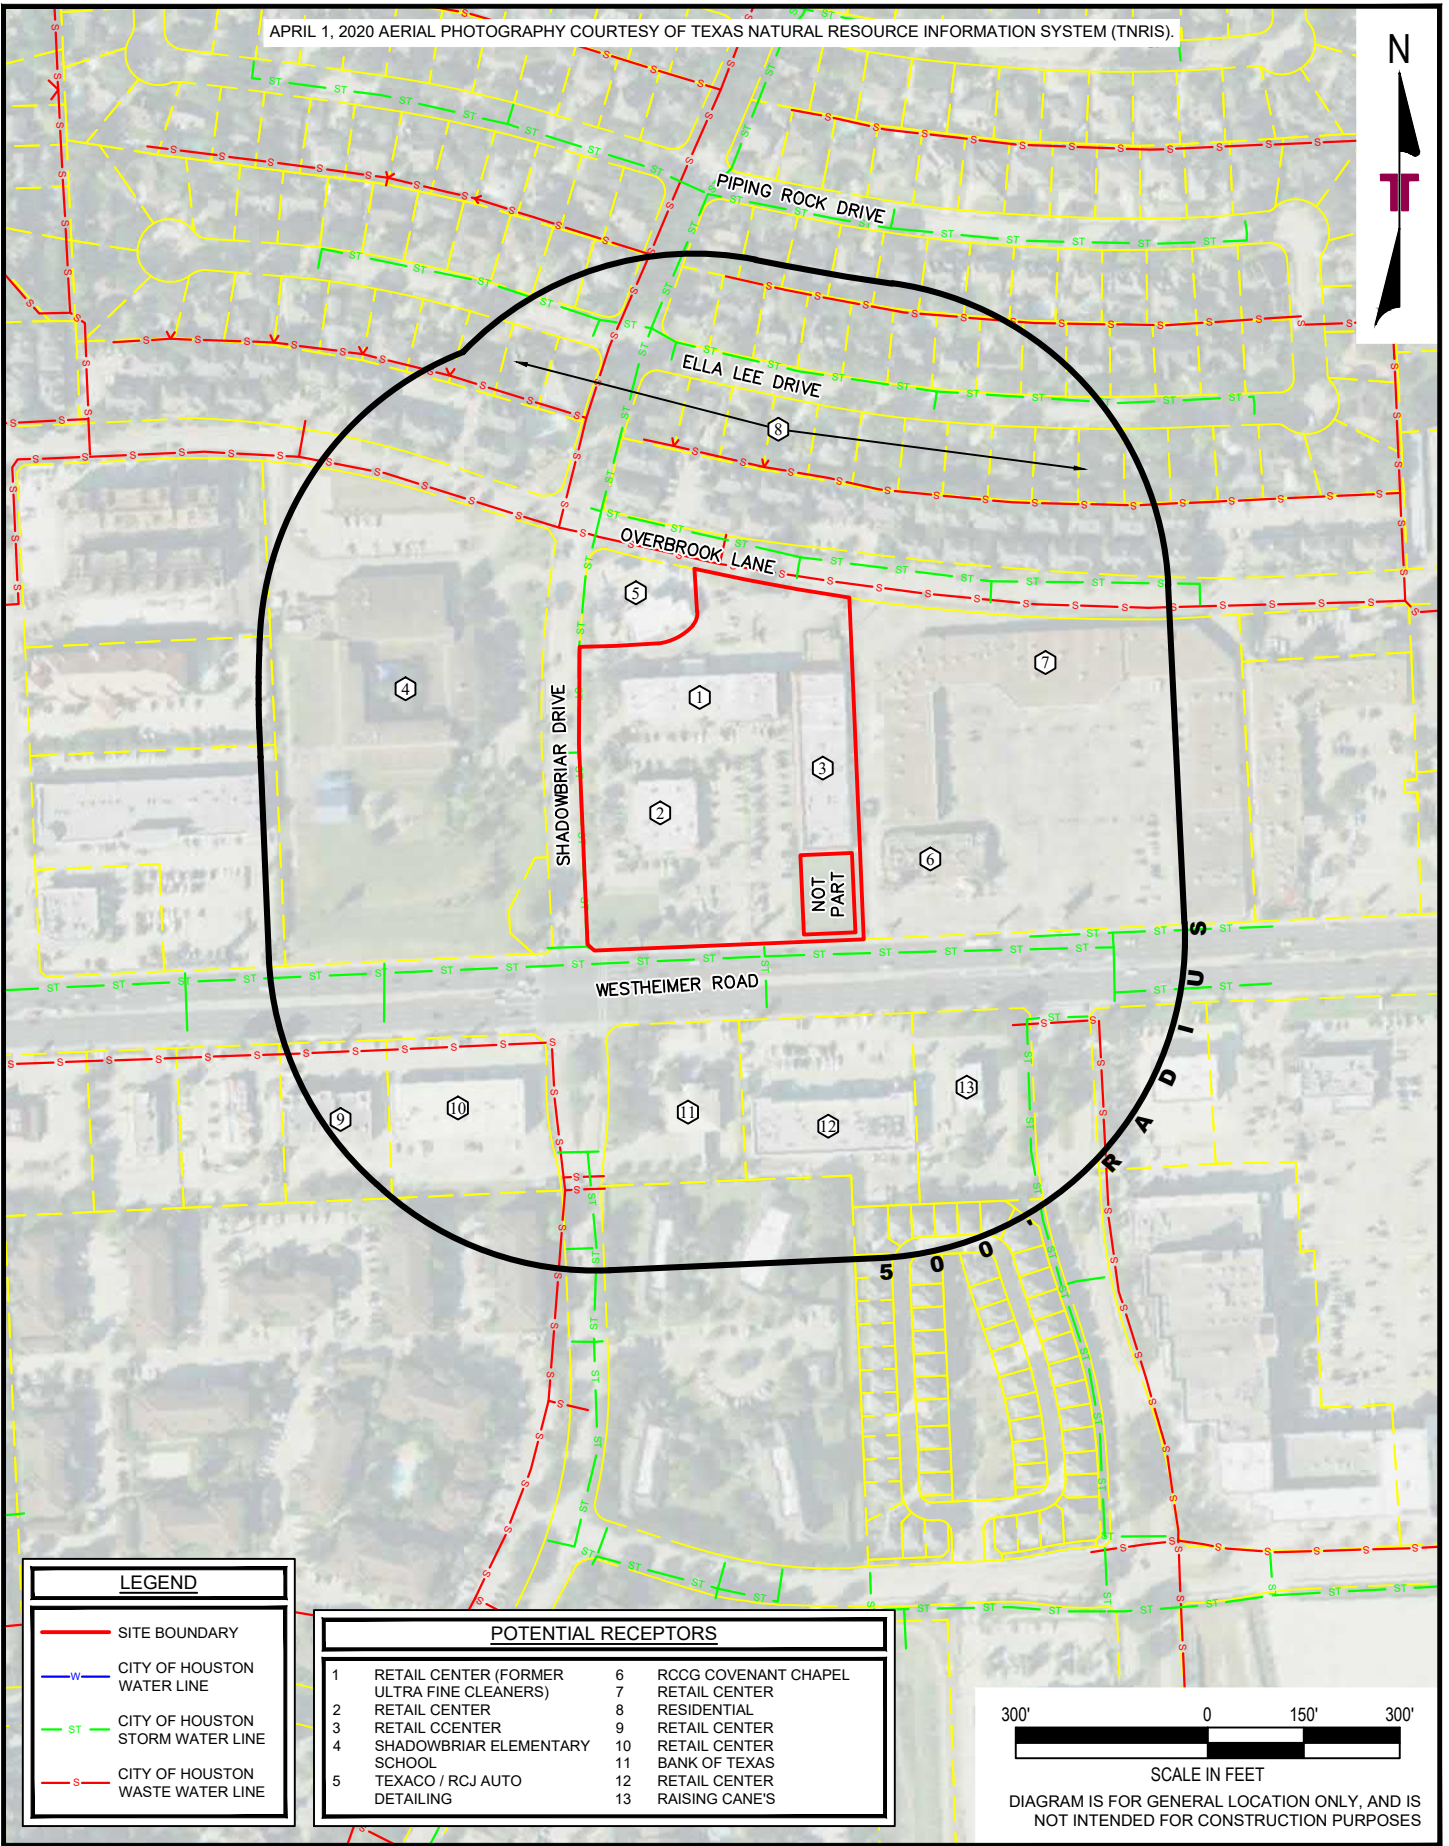 APRIL 1, 2020 AERIAL PHOTOGRAPHY COURTESY OF TEXAS NATURAL RESOURCE INFORMATION SYSTEM (TNRIS).
N
PIPING ROCK DRIVE
ELLA LEE DRIVE
8
OVERBROOK LANE
5
7
4
1
SHADOWBRIAR DRIVE
3
2
6
NOT
PART
WESTHEIMER ROAD
13
10
11
9
12
500' RADIUS
LEGEND
SITE BOUNDARY
W
CITY OF HOUSTON
WATER LINE
ST
CITY OF HOUSTON
STORM WATER LINE
S
CITY OF HOUSTON
WASTE WATER LINE
POTENTIAL RECEPTORS
1 RETAIL CENTER (FORMER
ULTRA FINE CLEANERS)
2 RETAIL CENTER
3 RETAIL CCENTER
4 SHADOWBRIAR ELEMENTARY
SCHOOL
5 TEXACO / RCJ AUTO
DETAILING
6 RCCG COVENANT CHAPEL
7 RETAIL CENTER
8 RESIDENTIAL
9 RETAIL CENTER
10 RETAIL CENTER
11 BANK OF TEXAS
12 RETAIL CENTER
13 RAISING CANE'S
300' 0 150' 300'
SCALE IN FEET
DIAGRAM IS FOR GENERAL LOCATION ONLY, AND IS
NOT INTENDED FOR CONSTRUCTION PURPOSES